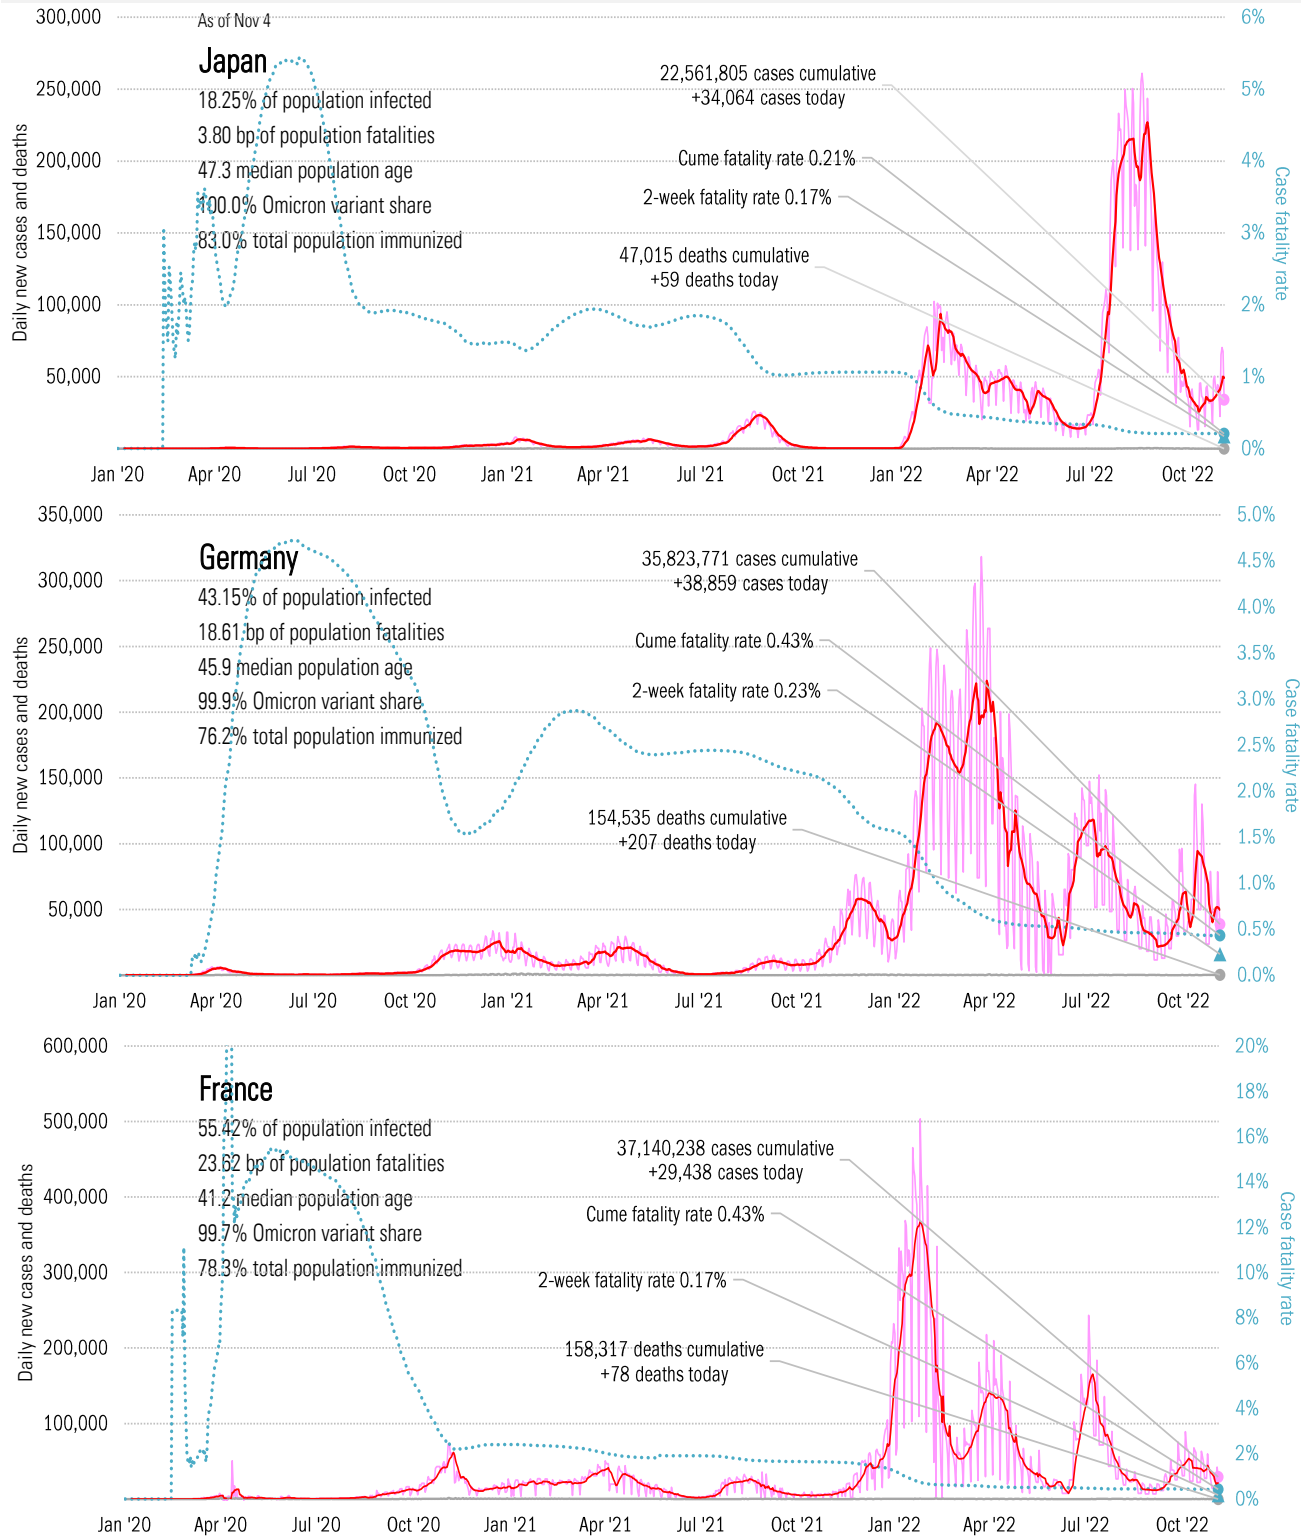 As of Nov 4
Japan
18.25% of population infected
3.80 bp of population fatalities
47.3 median population age
100.0% Omicron variant share
83.0% total population immunized
22,561,805 cases cumulative
+34,064 cases today
Cume fatality rate 0.21%
2-week fatality rate 0.17%
47,015 deaths cumulative
+59 deaths today
Daily new cases and deaths
300,000
250,000
200,000
150,000
100,000
50,000
6%
5%
4%
3%
2%
1%
0%
Case fatality rate
Jan '20 Apr '20 Jul '20 Oct '20 Jan '21 Apr '21 Jul '21 Oct '21 Jan '22 Apr '22 Jul '22 Oct '22
Germany
43.15% of population infected
18.61 bp of population fatalities
45.9 median population age
99.9% Omicron variant share
76.2% total population immunized
35,823,771 cases cumulative
+38,859 cases today
Cume fatality rate 0.43%
2-week fatality rate 0.23%
154,535 deaths cumulative
+207 deaths today
Daily new cases and deaths
350,000
300,000
250,000
200,000
150,000
100,000
50,000
5.0%
4.5%
4.0%
3.5%
3.0%
2.5%
2.0%
1.5%
1.0%
0.5%
0.0%
Case fatality rate
Jan '20 Apr '20 Jul '20 Oct '20 Jan '21 Apr '21 Jul '21 Oct '21 Jan '22 Apr '22 Jul '22 Oct '22
France
55.42% of population infected
23.62 bp of population fatalities
41.2 median population age
99.7% Omicron variant share
78.3% total population immunized
37,140,238 cases cumulative
+29,438 cases today
Cume fatality rate 0.43%
2-week fatality rate 0.17%
158,317 deaths cumulative
+78 deaths today
Daily new cases and deaths
600,000
500,000
400,000
300,000
200,000
100,000
20%
18%
16%
14%
12%
10%
8%
6%
4%
2%
0%
Case fatality rate
Jan '20 Apr '20 Jul '20 Oct '20 Jan '21 Apr '21 Jul '21 Oct '21 Jan '22 Apr '22 Jul '22 Oct '22